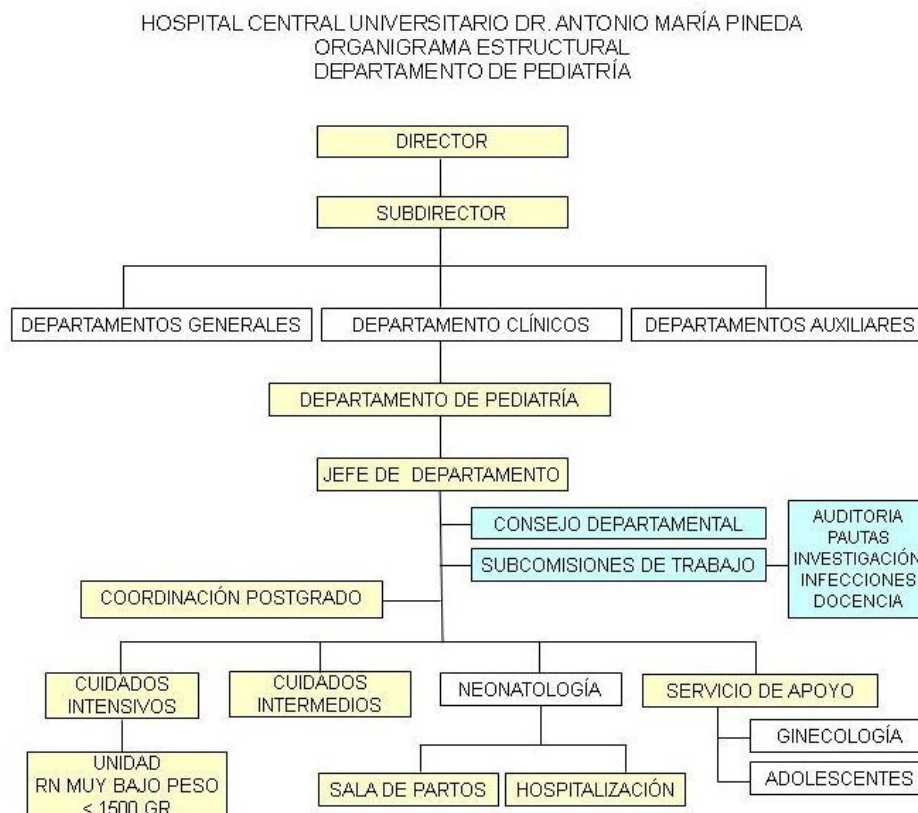 HOSPITAL CENTRAL UNIVERSITARIO DR. ANTONIO MARÍA PINEDA
ORGANIGRAMA ESTRUCTURAL
DEPARTAMENTO DE PEDIATRÍA
DIRECTOR
SUBDIRECTOR
DEPARTAMENTOS GENERALES
DEPARTAMENTO CLÍNICOS
DEPARTAMENTOS AUXILIARES
DEPARTAMENTO DE PEDIATRÍA
JEFE DE DEPARTAMENTO
CONSEJO DEPARTAMENTAL
SUBCOMISIONES DE TRABAJO
AUDITORIA
PAUTAS
INVESTIGACIÓN
INFECCIONES
DOCENCIA
COORDINACIÓN POSTGRADO
CUIDADOS
INTENSIVOS
CUIDADOS
INTERMEDIOS
NEONATOLOGÍA
SERVICIO DE APOYO
UNIDAD
RN MUY BAJO PESO
< 1500 GR
SALA DE PARTOS
HOSPITALIZACIÓN
GINECOLOGÍA
ADOLESCENTES